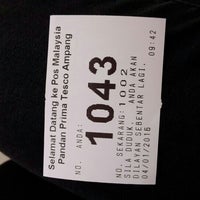 Selamat Datang ke Pos Malaysia
Pandan Prima Tesco Ampang
NO. ANDA:
1043
NO. SEKARANG: 1002
SILA DUDUK. ANDA AKAN
DILAYAN SEBENTAR LAGI.
04/01/2016 09:42